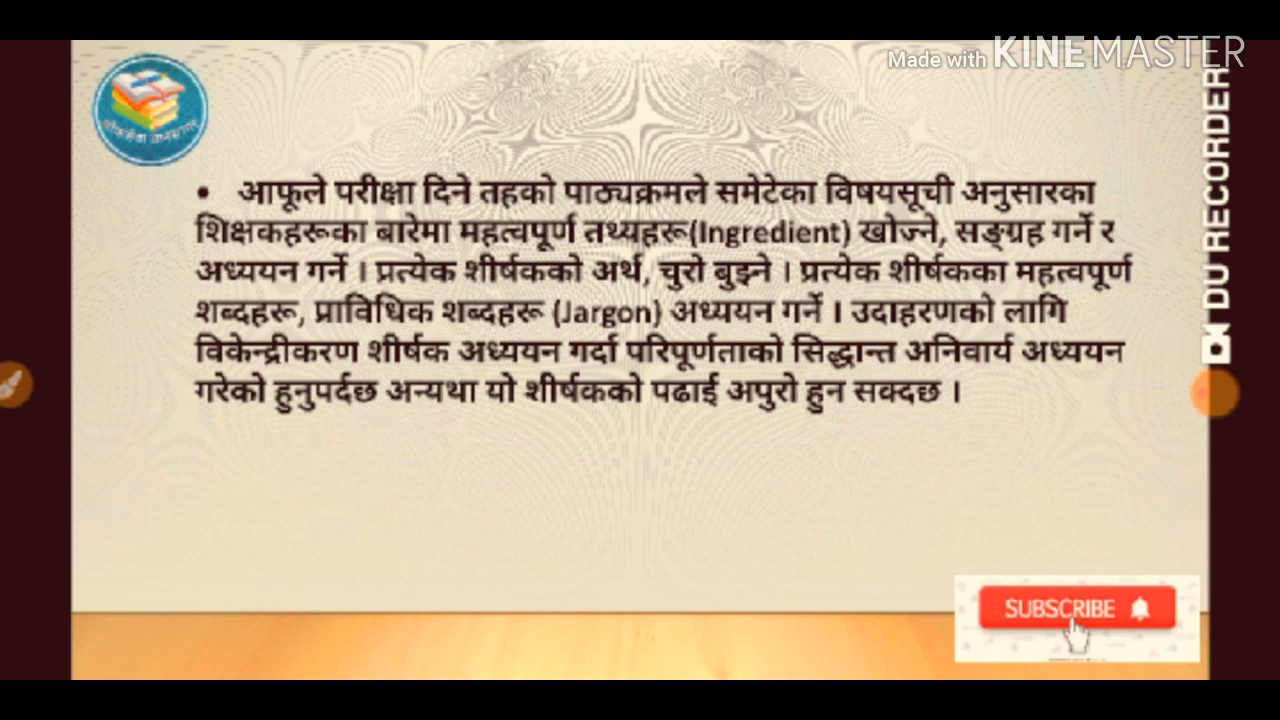 Made with KINEMASTER
DU RECORDER
• आफूले परीक्षा दिने तहको पाठ्यक्रमले समेटेका विषयसूची अनुसारका
शिक्षकहरूका बारेमा महत्वपूर्ण तथ्यहरू(Ingredient) खोज्ने, सङ्ग्रह गर्ने र
अध्ययन गर्ने । प्रत्येक शीर्षकको अर्थ, चुरो बुझ्ने । प्रत्येक शीर्षकका महत्वपूर्ण
शब्दहरू, प्राविधिक शब्दहरू (Jargon) अध्ययन गर्ने । उदाहरणको लागि
विकेन्द्रीकरण शीर्षक अध्ययन गर्दा परिपूर्णताको सिद्धान्त अनिवार्य अध्ययन
गरेको हुनुपर्दछ अन्यथा यो शीर्षकको पढाई अपुरो हुन सक्दछ ।
SUBSCRIBE